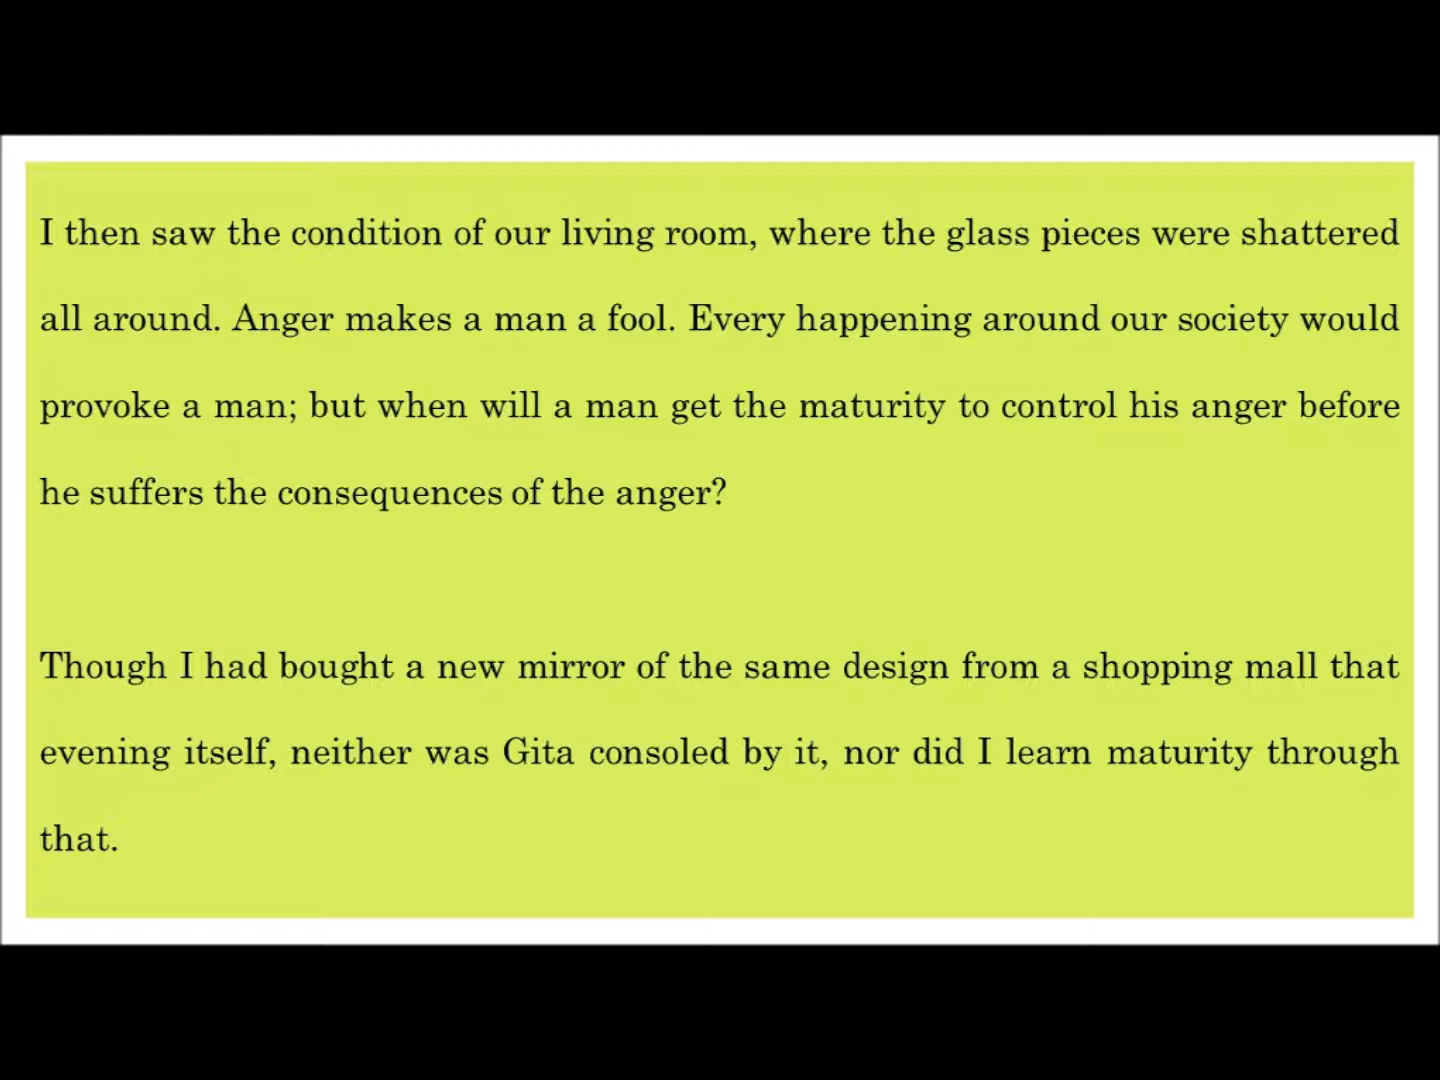 I then saw the condition of our living room, where the glass pieces were shattered
all around. Anger makes a man a fool. Every happening around our society would
provoke a man; but when will a man get the maturity to control his anger before
he suffers the consequences of the anger?
Though I had bought a new mirror of the same design from a shopping mall that
evening itself, neither was Gita consoled by it, nor did I learn maturity through
that.